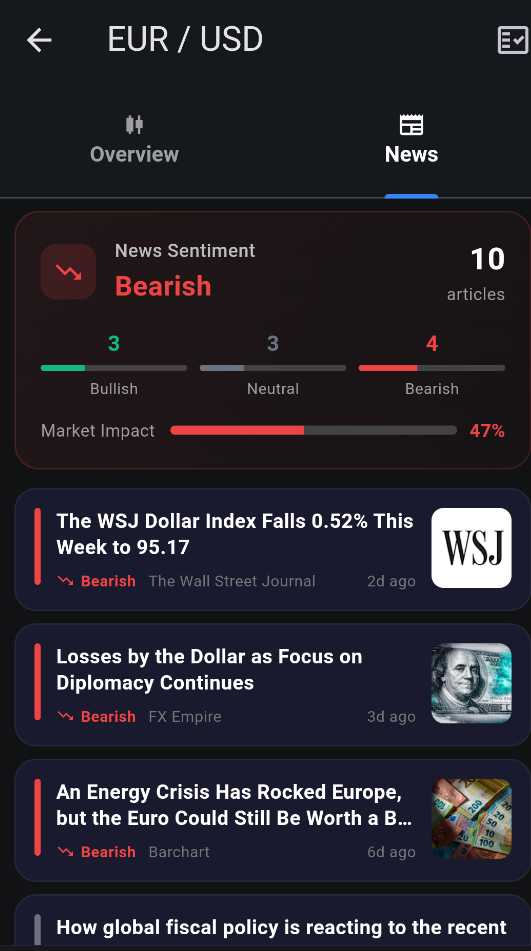 EUR / USD
Overview
News
News Sentiment
Bearish
10
articles
3
3
4
Bullish
Neutral
Bearish
Market Impact
47%
The WSJ Dollar Index Falls 0.52% This
Week to 95.17
Bearish The Wall Street Journal 2d ago
WSJ
Losses by the Dollar as Focus on
Diplomacy Continues
Bearish FX Empire 3d ago
An Energy Crisis Has Rocked Europe,
but the Euro Could Still Be Worth a B...
Bearish Barchart 6d ago
How global fiscal policy is reacting to the recent